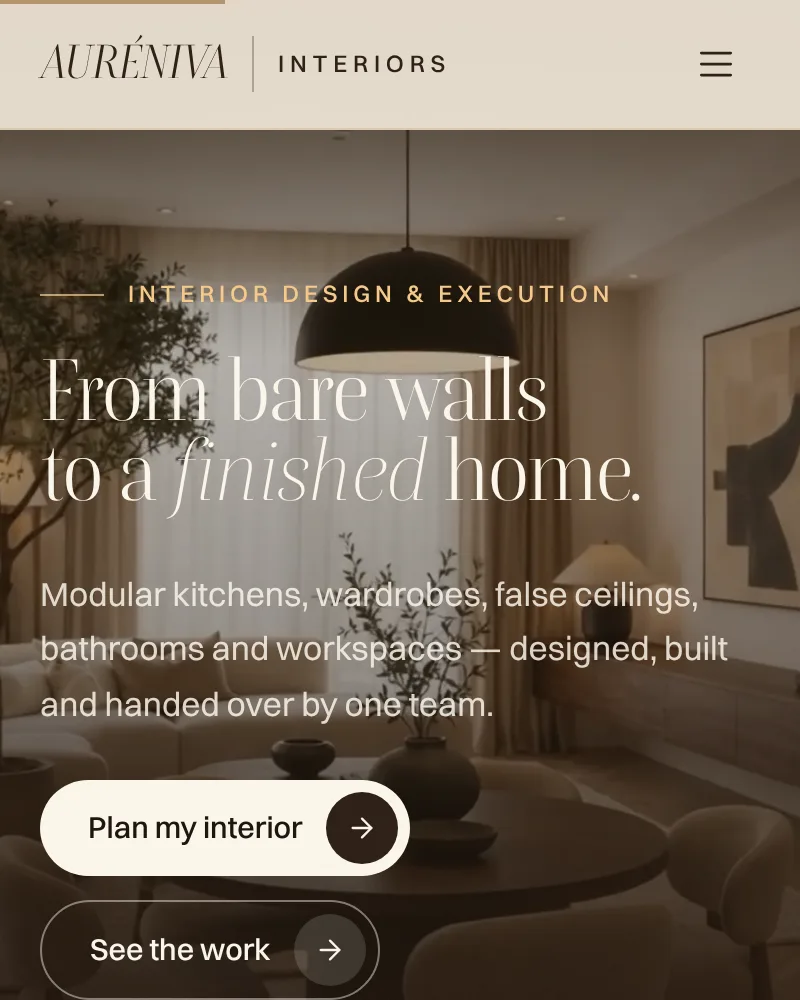 AURÉNIVA INTERIORS
INTERIOR DESIGN & EXECUTION
From bare walls
to a finished home.
Modular kitchens, wardrobes, false ceilings,
bathrooms and workspaces — designed, built
and handed over by one team.
Plan my interior
See the work